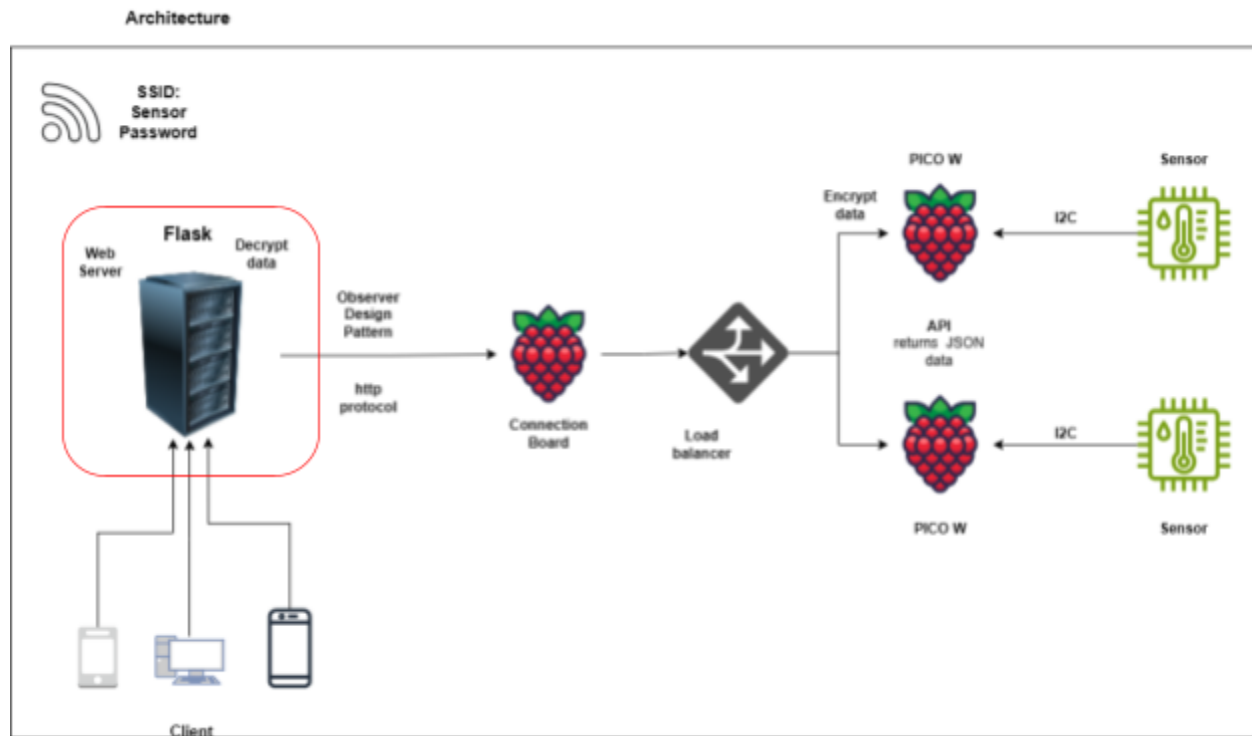 Architecture
SSID:
Sensor
Password
PICO W
Sensor
Encrypt
data
I2C
Flask
Web
Server
Decrypt
data
Observer
Design
Pattern
http
protocol
API
returns JSON
data
Connection
Board
Load
balancer
I2C
PICO W
Sensor
Client